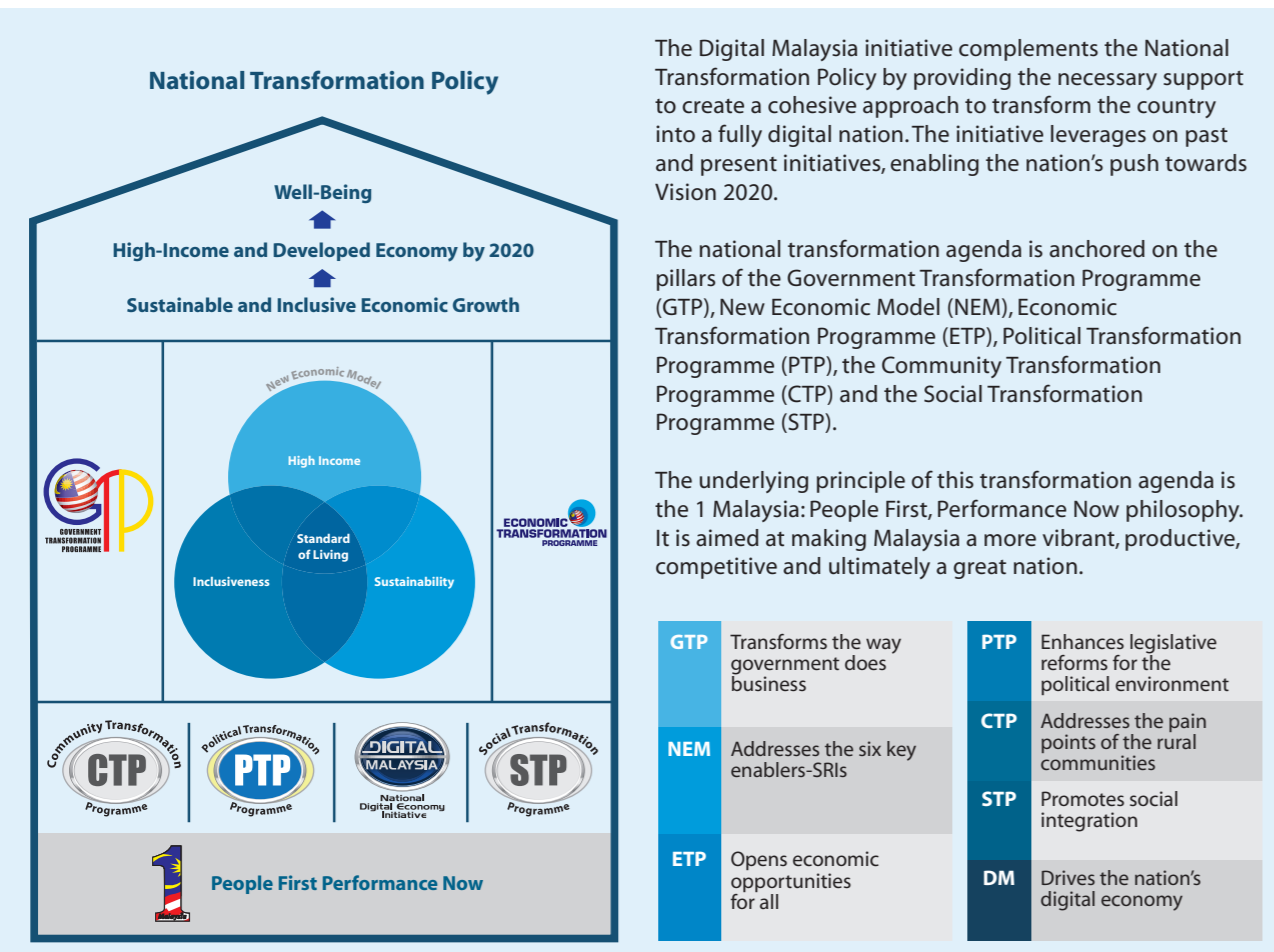 National Transformation Policy
Well-Being
High-Income and Developed Economy by 2020
Sustainable and Inclusive Economic Growth
New Economic Model
High Income
Standard
of Living
Inclusiveness
Sustainability
GTP
GOVERNMENT
TRANSFORMATION
PROGRAMME
ECONOMIC
TRANSFORMATION
PROGRAMME
Community Transformation
CTP
Programme
Political Transformation
PTP
Programme
DIGITAL
MALAYSIA
National
Digital Economy
Initiative
Social Transformation
STP
Programme
1
Malaysia
People First Performance Now
The Digital Malaysia initiative complements the National
Transformation Policy by providing the necessary support
to create a cohesive approach to transform the country
into a fully digital nation. The initiative leverages on past
and present initiatives, enabling the nation's push towards
Vision 2020.
The national transformation agenda is anchored on the
pillars of the Government Transformation Programme
(GTP), New Economic Model (NEM), Economic
Transformation Programme (ETP), Political Transformation
Programme (PTP), the Community Transformation
Programme (CTP) and the Social Transformation
Programme (STP).
The underlying principle of this transformation agenda is
the 1 Malaysia: People First, Performance Now philosophy.
It is aimed at making Malaysia a more vibrant, productive,
competitive and ultimately a great nation.
GTP
Transforms the way
government does
business
NEM
Addresses the six key
enablers-SRIs
ETP
Opens economic
opportunities
for all
PTP
Enhances legislative
reforms for the
political environment
CTP
Addresses the pain
points of the rural
communities
STP
Promotes social
integration
DM
Drives the nation's
digital economy